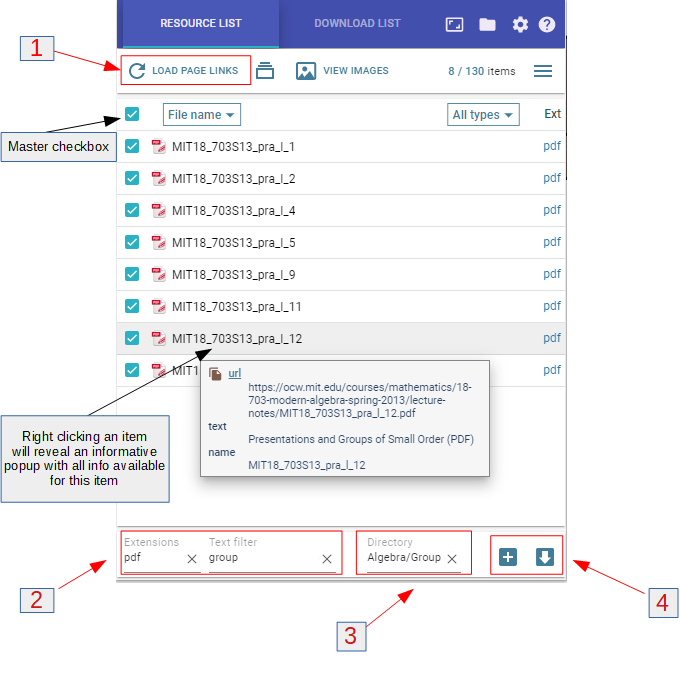 RESOURCE LIST
DOWNLOAD LIST
1
LOAD PAGE LINKS
VIEW IMAGES
8 / 130 items
File name
All types
Ext
Master checkbox
MIT18_703S13_pra_l_1
pdf
MIT18_703S13_pra_l_2
pdf
MIT18_703S13_pra_l_4
pdf
MIT18_703S13_pra_l_5
pdf
MIT18_703S13_pra_l_9
pdf
MIT18_703S13_pra_l_11
pdf
MIT18_703S13_pra_l_12
pdf
MIT1
pdf
url
https://ocw.mit.edu/courses/mathematics/18-
703-modern-algebra-spring-2013/lecture-
notes/MIT18_703S13_pra_l_12.pdf
text
Presentations and Groups of Small Order (PDF)
name
MIT18_703S13_pra_l_12
Right clicking an item
will reveal an informative
popup with all info available
for this item
Extensions
pdf
Text filter
group
Directory
Algebra/Group
2
3
4